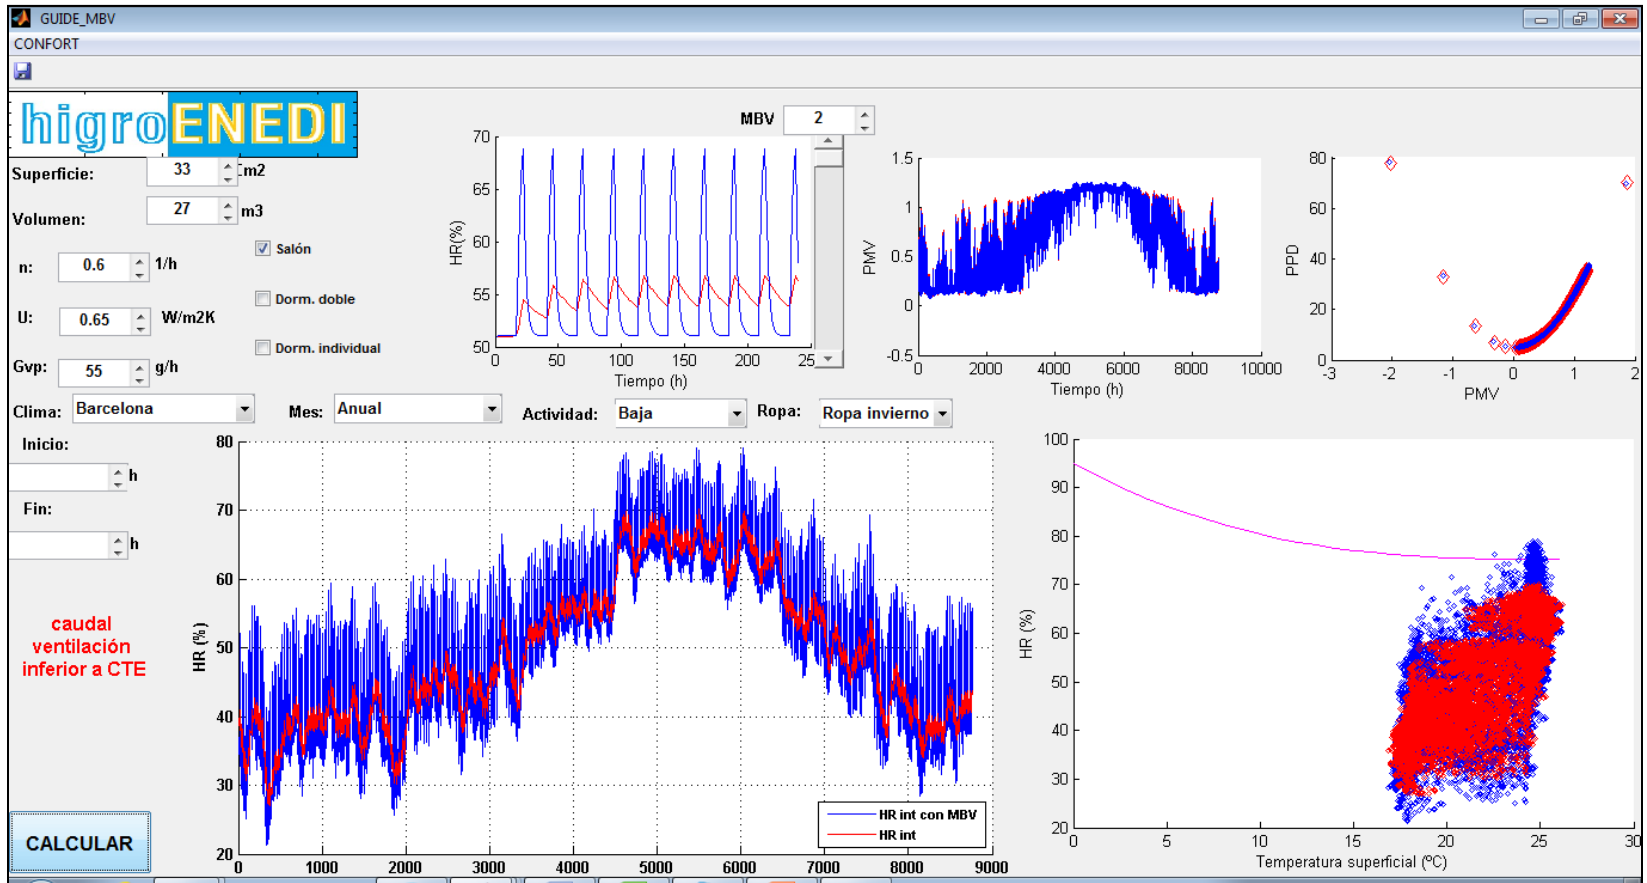 GUIDE_MBV
CONFORT
higroENEDI
MBV 2
Superficie: 33 m2
Volumen: 27 m3
n: 0.6 1/h
Salón
Dorm. doble
U: 0.65 W/m2K
Dorm. individual
Gvp: 55 g/h
70
65
60
55
50
HR(%)
0 50 100 150 200 25
Tiempo (h)
1.5
1
0.5
0
-0.5
PMV
0 2000 4000 6000 8000 10000
Tiempo (h)
80
60
40
20
0
PPD
-3 -2 -1 0 1 2
PMV
Clima: Barcelona Mes: Anual Actividad: Baja Ropa: Ropa invierno
Inicio:
h
Fin:
h
caudal
ventilación
inferior a CTE
CALCULAR
80
70
60
50
40
30
20
HR (%)
0 1000 2000 3000 4000 5000 6000 7000 8000 9000
HR int con MBV
HR int
100
90
80
70
60
50
40
30
20
HR (%)
0 5 10 15 20 25 30
Temperatura superficial (ºC)